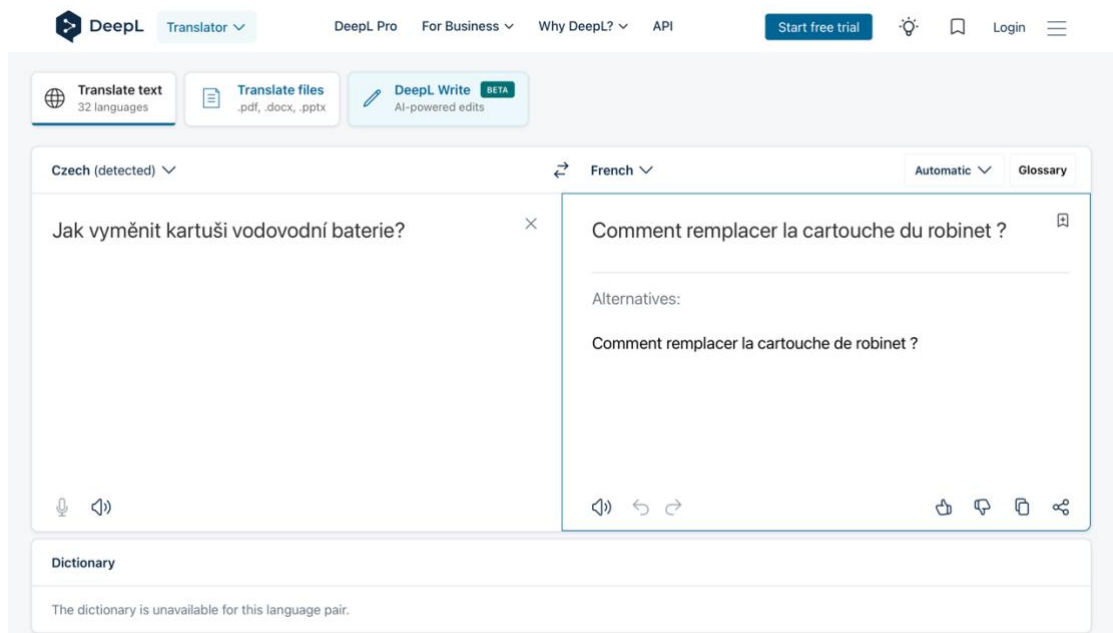 DeepL Translator DeepL Pro For Business Why DeepL? API Start free trial Login
Translate text
32 languages
Translate files
.pdf, .docx, .pptx
DeepL Write BETA
AI-powered edits
Czech (detected) French Automatic Glossary
Jak vyměnit kartuši vodovodní baterie?
Comment remplacer la cartouche du robinet ?
Alternatives:
Comment remplacer la cartouche de robinet ?
Dictionary
The dictionary is unavailable for this language pair.